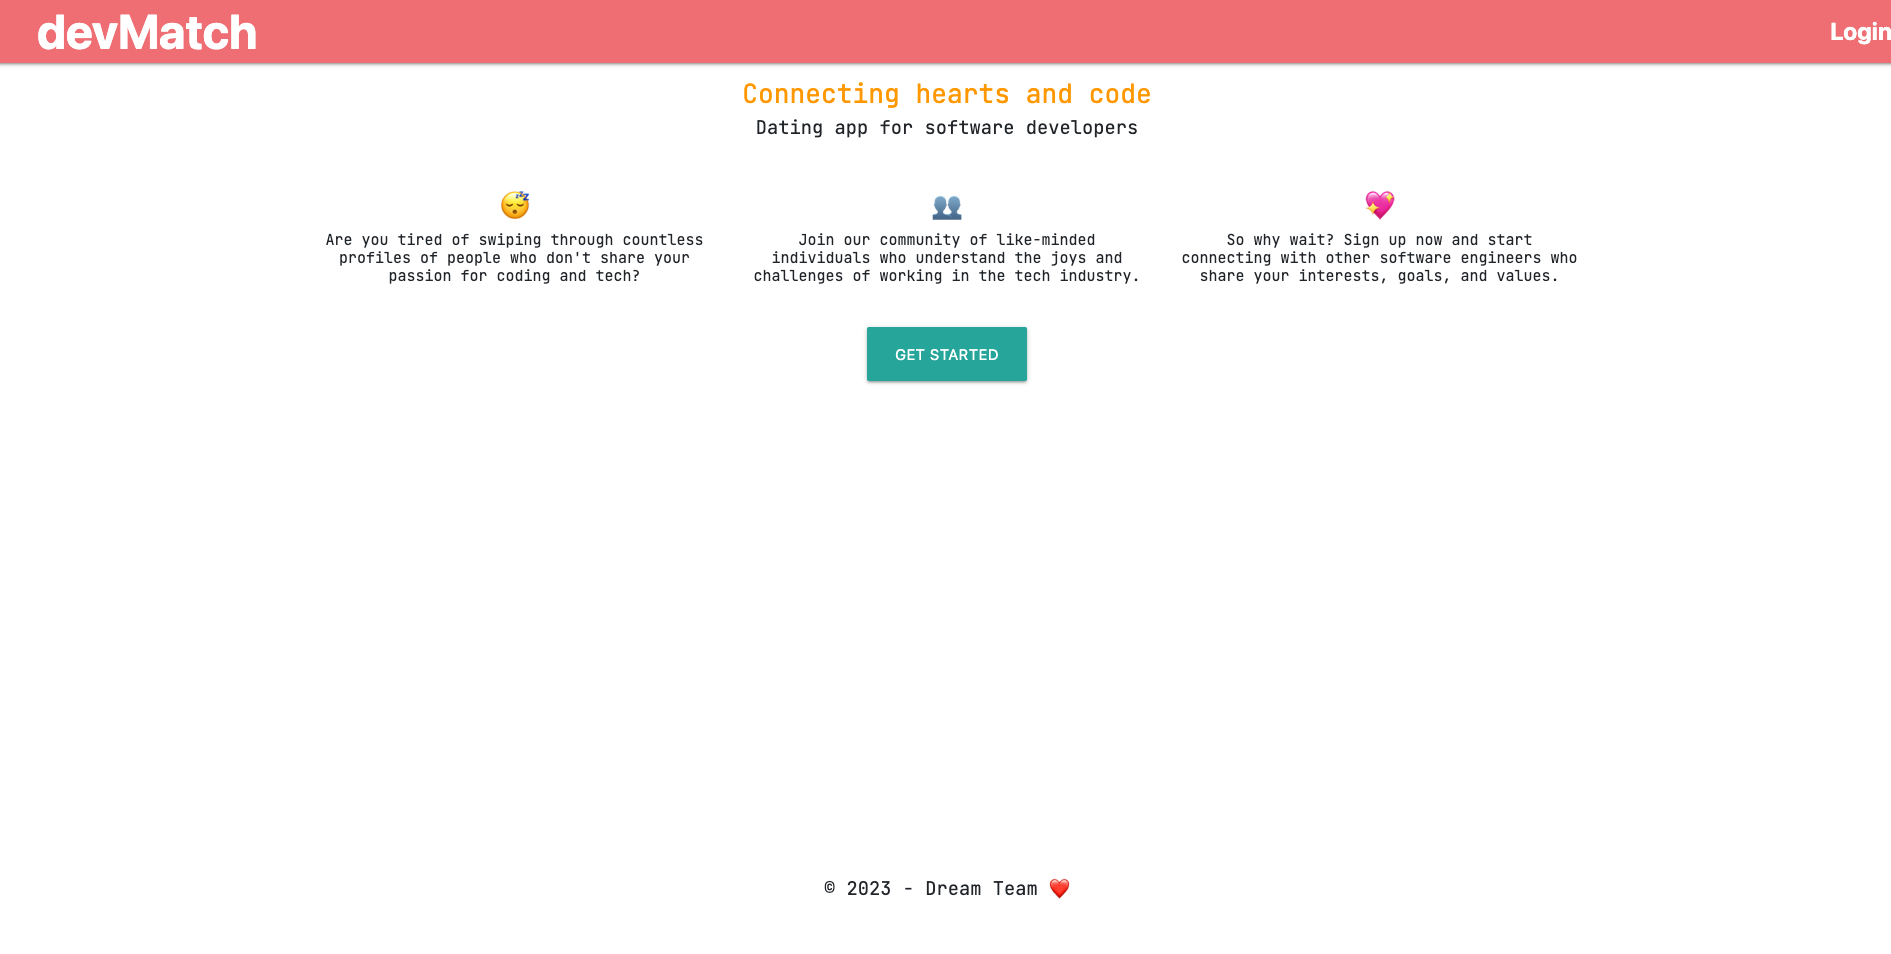 devMatch
Login
Connecting hearts and code
Dating app for software developers
Are you tired of swiping through countless
profiles of people who don't share your
passion for coding and tech?
Join our community of like-minded
individuals who understand the joys and
challenges of working in the tech industry.
So why wait? Sign up now and start
connecting with other software engineers who
share your interests, goals, and values.
GET STARTED
© 2023 - Dream Team ❤️